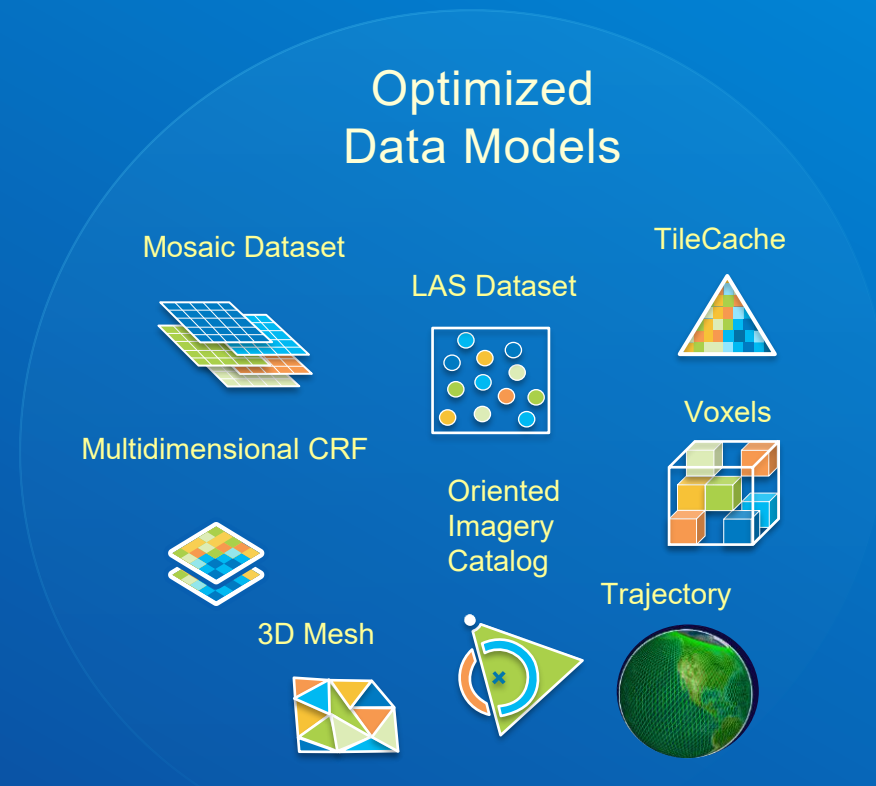 Optimized
Data Models
Mosaic Dataset
TileCache
LAS Dataset
Voxels
Multidimensional CRF
Oriented
Imagery
Catalog
Trajectory
3D Mesh